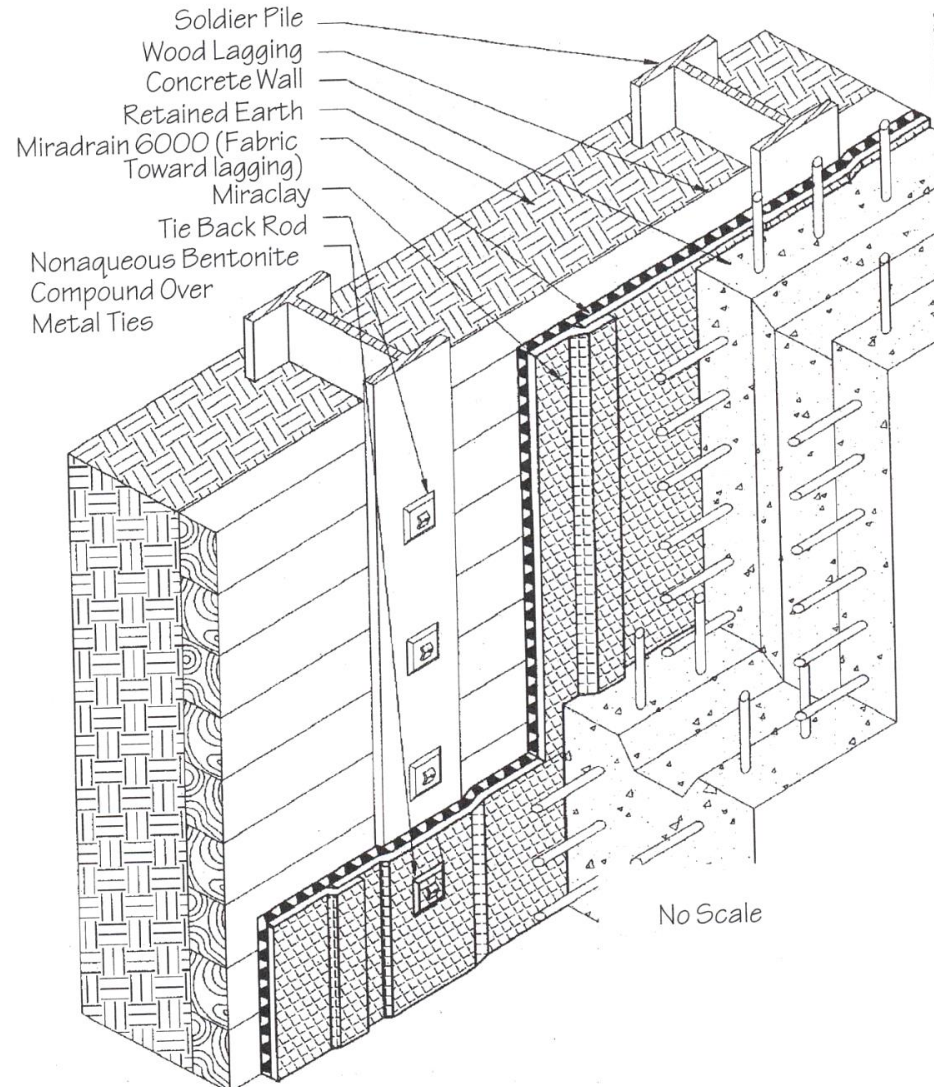 Soldier Pile
Wood Lagging
Concrete Wall
Retained Earth
Miradrain 6000 (Fabric
Toward lagging)
Miraclay
Tie Back Rod
Nonaqueous Bentonite
Compound Over
Metal Ties
No Scale